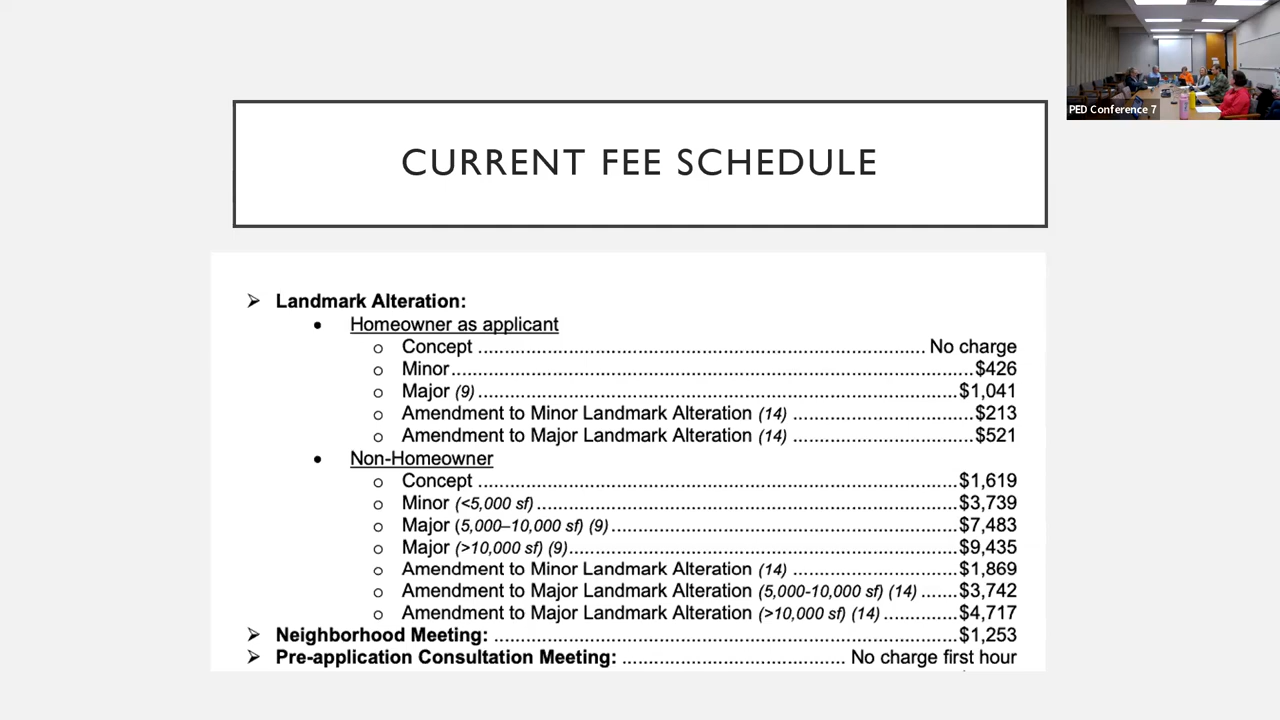 PED Conference 7
CURRENT FEE SCHEDULE
➢ Landmark Alteration:
• Homeowner as applicant
o Concept .................................................................................. No charge
o Minor.............................................................................................$426
o Major (9) .......................................................................................$1,041
o Amendment to Minor Landmark Alteration (14) ...........................$213
o Amendment to Major Landmark Alteration (14) ...........................$521
• Non-Homeowner
o Concept .......................................................................................$1,619
o Minor (<5,000 sf)..............................................................................$3,739
o Major (5,000–10,000 sf) (9)...................................................................$7,483
o Major (>10,000 sf) (9)..........................................................................$9,435
o Amendment to Minor Landmark Alteration (14) .........................$1,869
o Amendment to Major Landmark Alteration (5,000-10,000 sf) (14) ......$3,742
o Amendment to Major Landmark Alteration (>10,000 sf) (14) ...........$4,717
➢ Neighborhood Meeting: .....................................................................................$1,253
➢ Pre-application Consultation Meeting: ......................................... No charge first hour